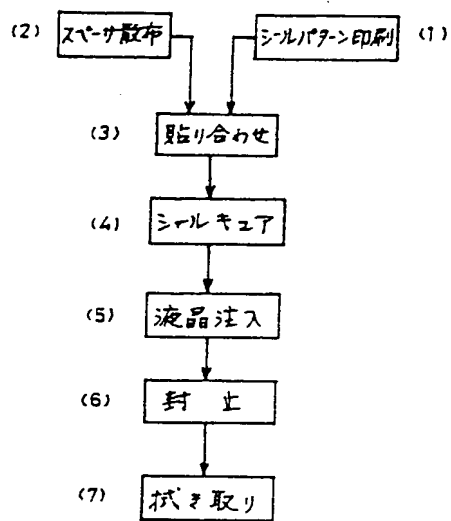 (2) スペーサ散布 シールパターン印刷 (1)
(3) 貼り合わせ
(4) シールキュア
(5) 液晶注入
(6) 封止
(7) 拭き取り